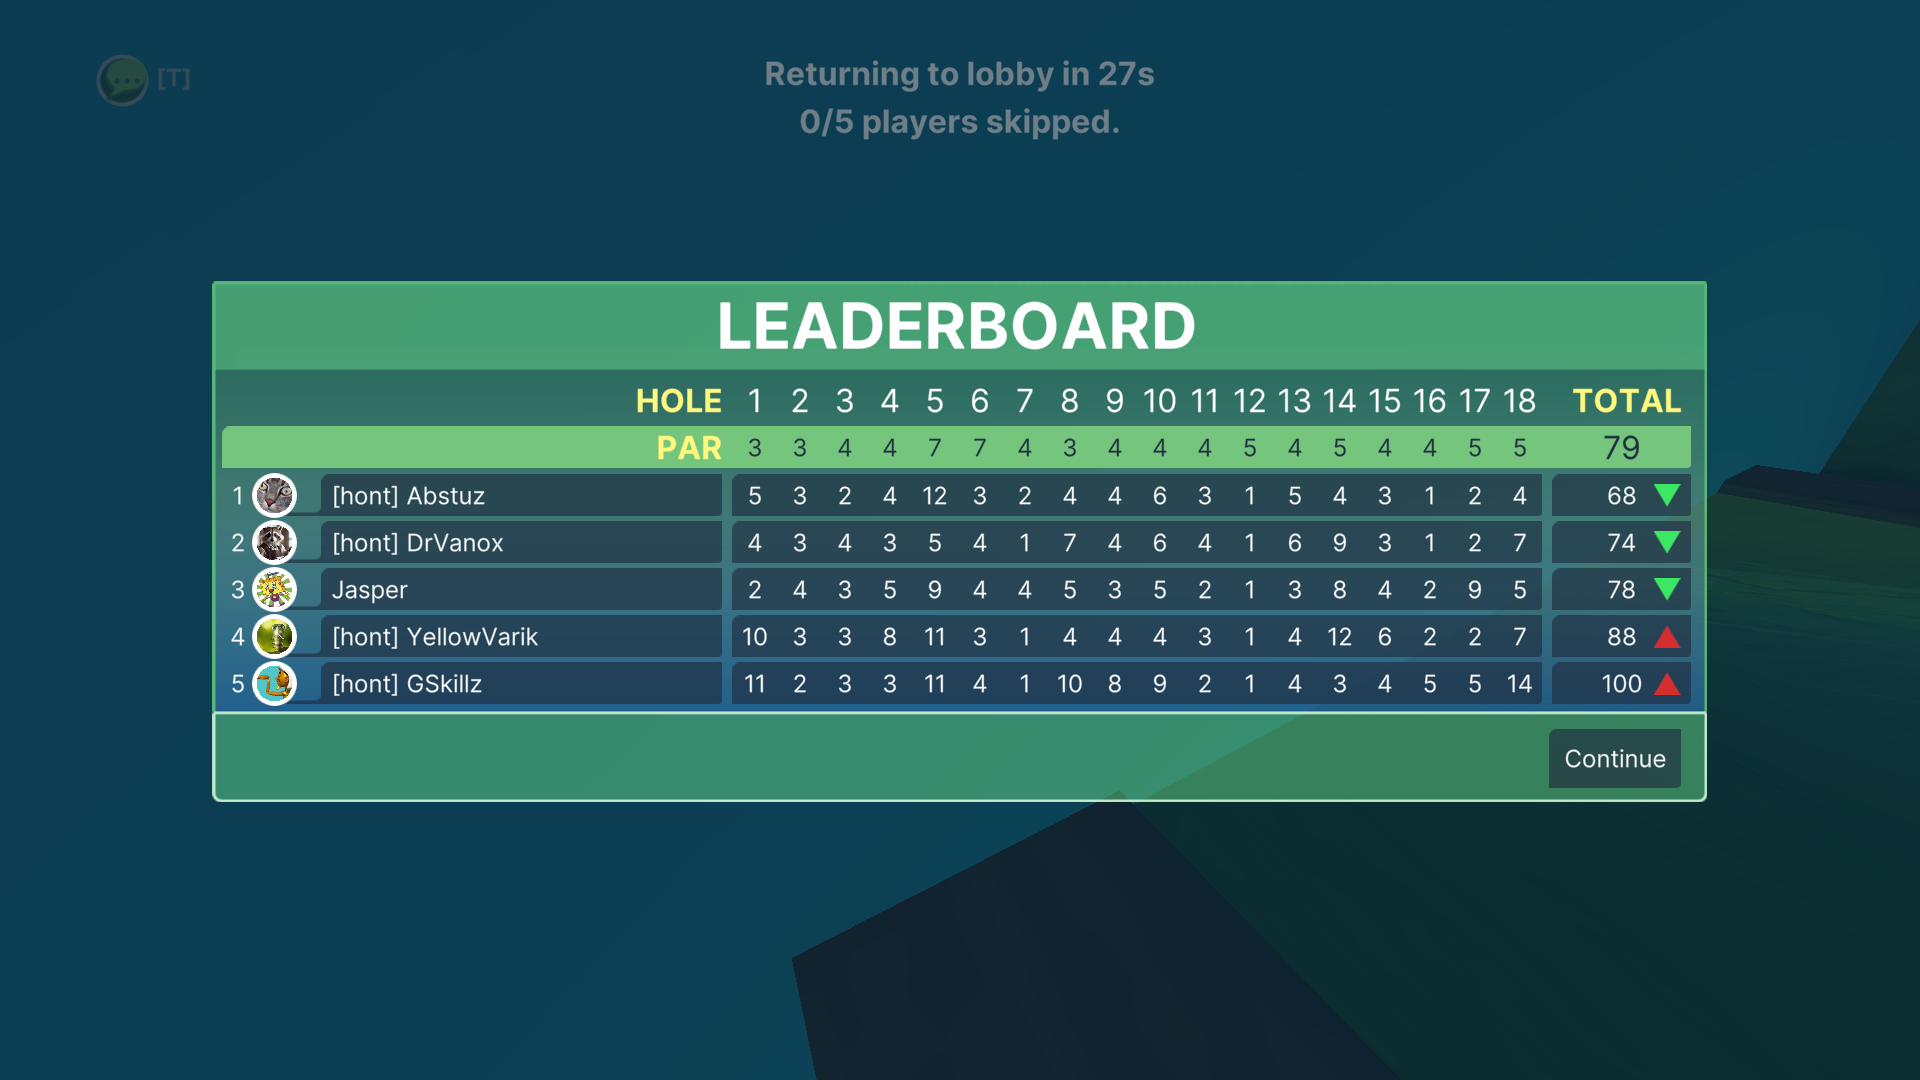 [T]
Returning to lobby in 27s
0/5 players skipped.
LEADERBOARD
HOLE 1 2 3 4 5 6 7 8 9 10 11 12 13 14 15 16 17 18 TOTAL
PAR 3 3 4 4 7 7 4 3 4 4 4 5 4 5 4 4 5 5 79
1 [hont] Abstuz 5 3 2 4 12 3 2 4 4 6 3 1 5 4 3 1 2 4 68
2 [hont] DrVanox 4 3 4 3 5 4 1 7 4 6 4 1 6 9 3 1 2 7 74
3 Jasper 2 4 3 5 9 4 4 5 3 5 2 1 3 8 4 2 9 5 78
4 [hont] YellowVarik 10 3 3 8 11 3 1 4 4 4 3 1 4 12 6 2 2 7 88
5 [hont] GSkillz 11 2 3 3 11 4 1 10 8 9 2 1 4 3 4 5 5 14 100
Continue